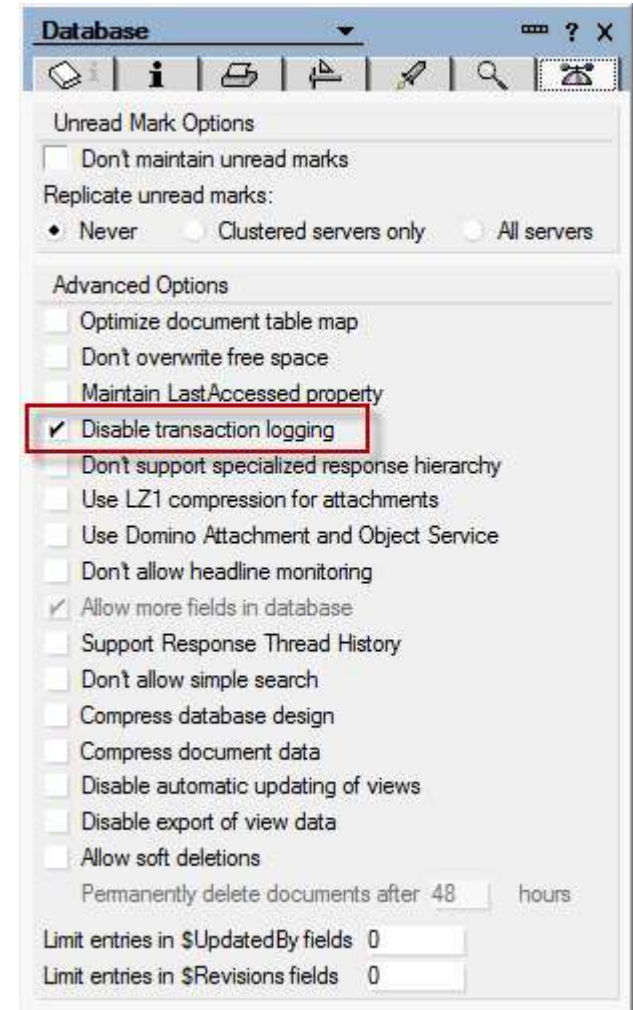 Database ? X
i i
Unread Mark Options
Don't maintain unread marks
Replicate unread marks:
Never Clustered servers only All servers
Advanced Options
Optimize document table map
Don't overwrite free space
Maintain LastAccessed property
Disable transaction logging
Don't support specialized response hierarchy
Use LZ1 compression for attachments
Use Domino Attachment and Object Service
Don't allow headline monitoring
Allow more fields in database
Support Response Thread History
Don't allow simple search
Compress database design
Compress document data
Disable automatic updating of views
Disable export of view data
Allow soft deletions
Permanently delete documents after 48 hours
Limit entries in $UpdatedBy fields 0
Limit entries in $Revisions fields 0